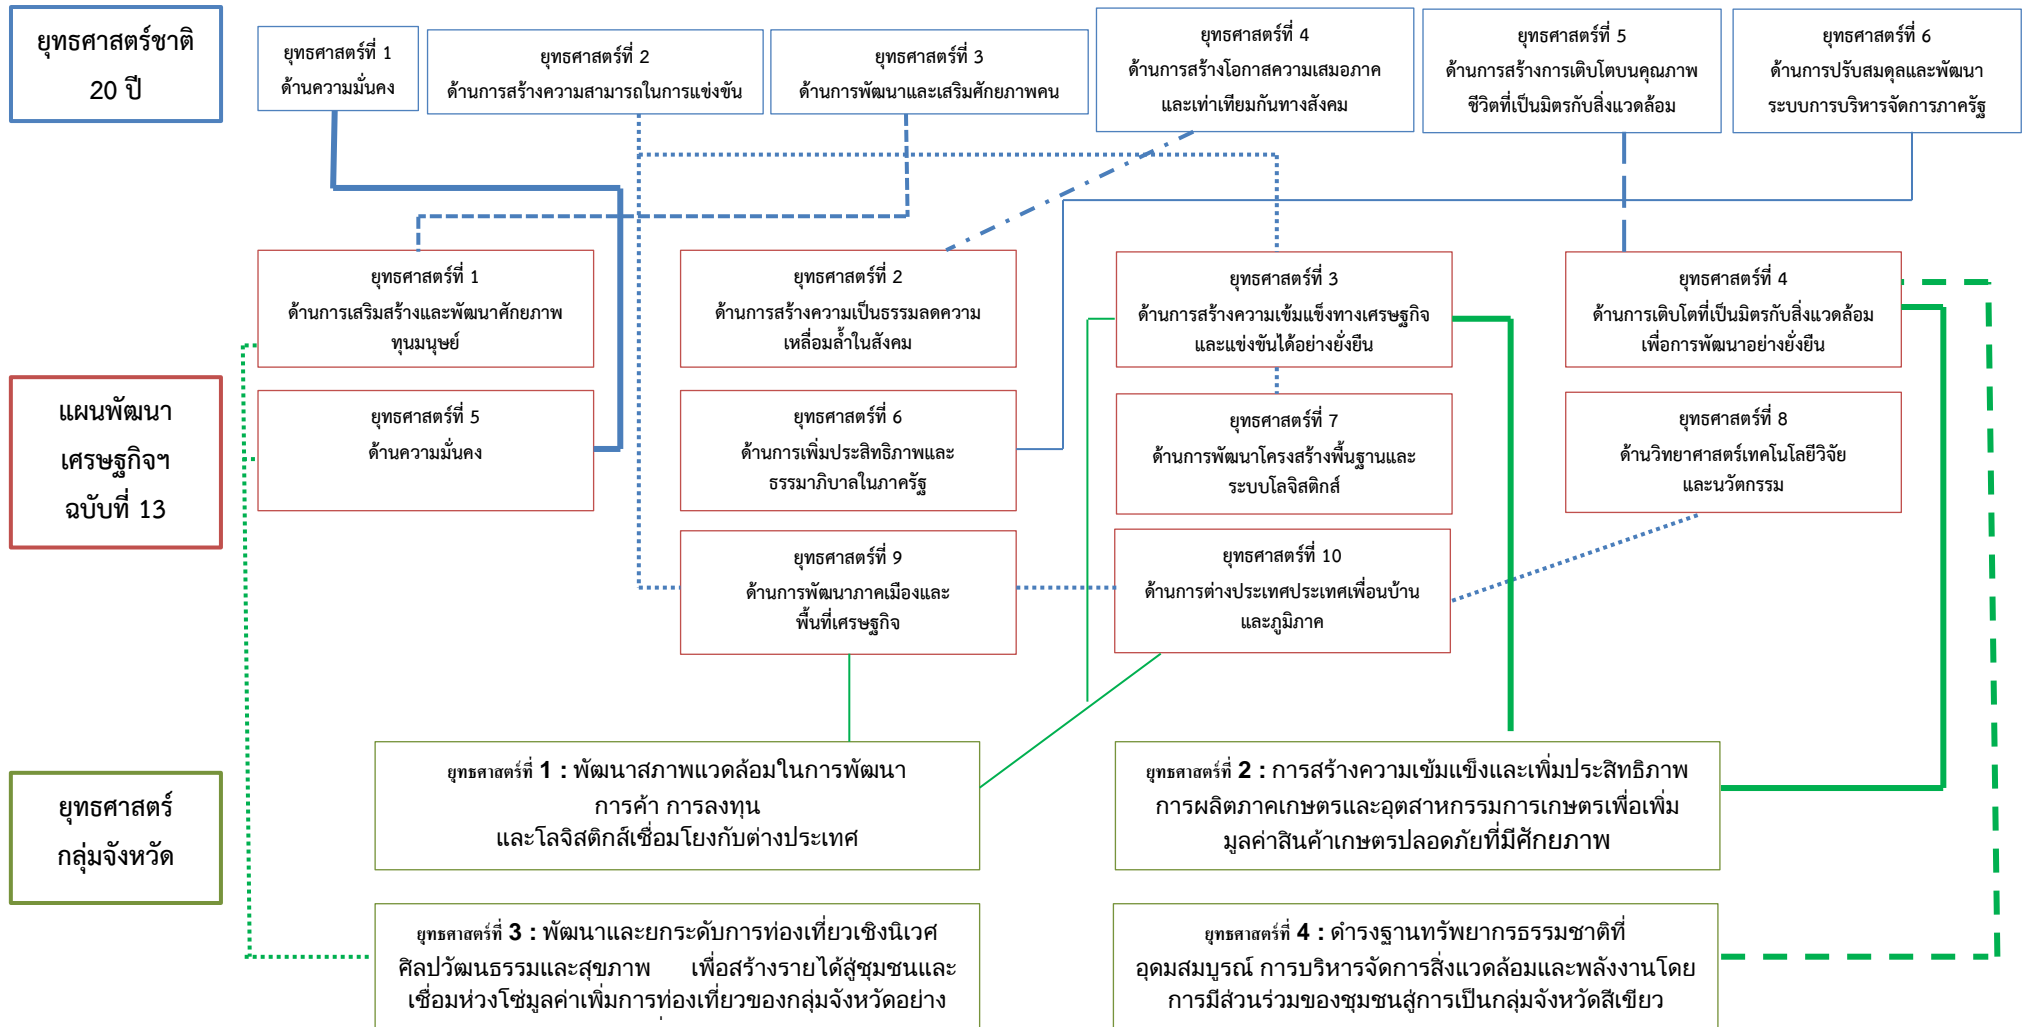 ยุทธศาสตร์ชาติ
20 ปี
ยุทธศาสตร์ที่ 1
ด้านความมั่นคง
ยุทธศาสตร์ที่ 2
ด้านการสร้างความสามารถในการแข่งขัน
ยุทธศาสตร์ที่ 3
ด้านการพัฒนาและเสริมศักยภาพคน
ยุทธศาสตร์ที่ 4
ด้านการสร้างโอกาสความเสมอภาค
และเท่าเทียมกันทางสังคม
ยุทธศาสตร์ที่ 5
ด้านการสร้างการเติบโตบนคุณภาพ
ชีวิตที่เป็นมิตรกับสิ่งแวดล้อม
ยุทธศาสตร์ที่ 6
ด้านการปรับสมดุลและพัฒนา
ระบบการบริหารจัดการภาครัฐ
แผนพัฒนา
เศรษฐกิจฯ
ฉบับที่ 13
ยุทธศาสตร์ที่ 1
ด้านการเสริมสร้างและพัฒนาศักยภาพ
ทุนมนุษย์
ยุทธศาสตร์ที่ 2
ด้านการสร้างความเป็นธรรมลดความ
เหลื่อมล้ำในสังคม
ยุทธศาสตร์ที่ 3
ด้านการสร้างความเข้มแข็งทางเศรษฐกิจ
และแข่งขันได้อย่างยั่งยืน
ยุทธศาสตร์ที่ 4
ด้านการเติบโตที่เป็นมิตรกับสิ่งแวดล้อม
เพื่อการพัฒนาอย่างยั่งยืน
ยุทธศาสตร์ที่ 5
ด้านความมั่นคง
ยุทธศาสตร์ที่ 6
ด้านการเพิ่มประสิทธิภาพและ
ธรรมาภิบาลในภาครัฐ
ยุทธศาสตร์ที่ 7
ด้านการพัฒนาโครงสร้างพื้นฐานและ
ระบบโลจิสติกส์
ยุทธศาสตร์ที่ 8
ด้านวิทยาศาสตร์เทคโนโลยีวิจัย
และนวัตกรรม
ยุทธศาสตร์ที่ 9
ด้านการพัฒนาภาคเมืองและ
พื้นที่เศรษฐกิจ
ยุทธศาสตร์ที่ 10
ด้านการต่างประเทศประเทศเพื่อนบ้าน
และภูมิภาค
ยุทธศาสตร์
กลุ่มจังหวัด
ยุทธศาสตร์ที่ 1 : พัฒนาสภาพแวดล้อมในการพัฒนา
การค้า การลงทุน
และโลจิสติกส์เชื่อมโยงกับต่างประเทศ
ยุทธศาสตร์ที่ 2 : การสร้างความเข้มแข็งและเพิ่มประสิทธิภาพ
การผลิตภาคเกษตรและอุตสาหกรรมการเกษตรเพื่อเพิ่ม
มูลค่าสินค้าเกษตรปลอดภัยที่มีศักยภาพ
ยุทธศาสตร์ที่ 3 : พัฒนาและยกระดับการท่องเที่ยวเชิงนิเวศ
ศิลปวัฒนธรรมและสุขภาพ เพื่อสร้างรายได้สู่ชุมชนและ
เชื่อมห่วงโซ่มูลค่าเพิ่มการท่องเที่ยวของกลุ่มจังหวัดอย่าง
ยุทธศาสตร์ที่ 4 : ดำรงฐานทรัพยากรธรรมชาติที่
อุดมสมบูรณ์ การบริหารจัดการสิ่งแวดล้อมและพลังงานโดย
การมีส่วนร่วมของชุมชนสู่การเป็นกลุ่มจังหวัดสีเขียว